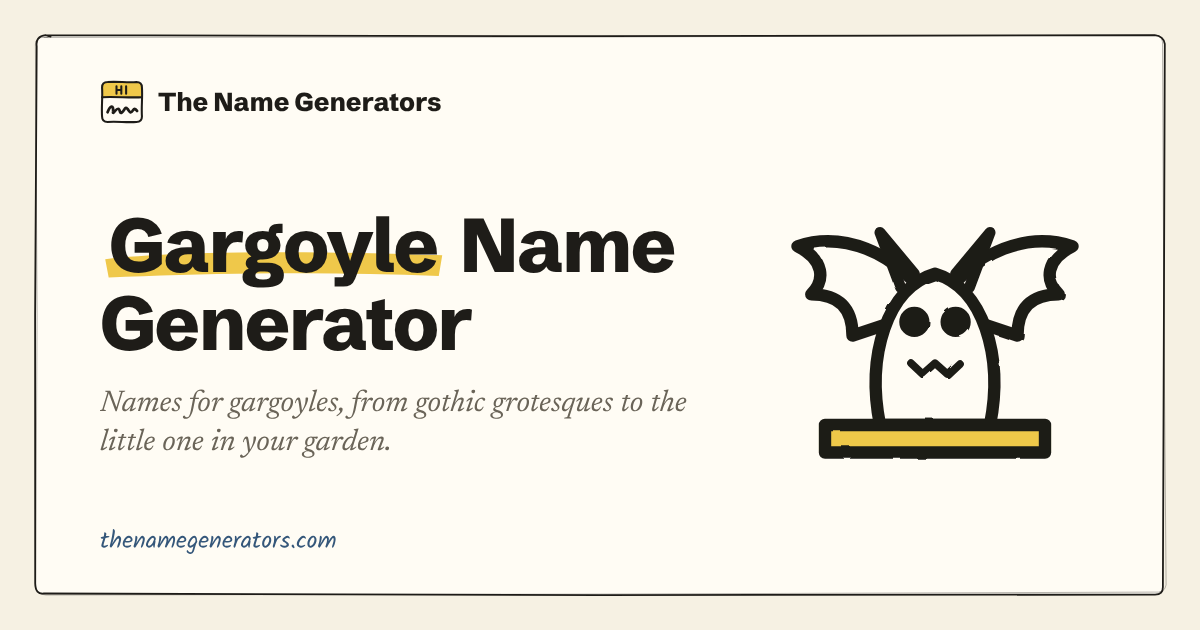 HI
The Name Generators
Gargoyle Name
Generator
Names for gargoyles, from gothic grotesques to the
little one in your garden.
thenamegenerators.com